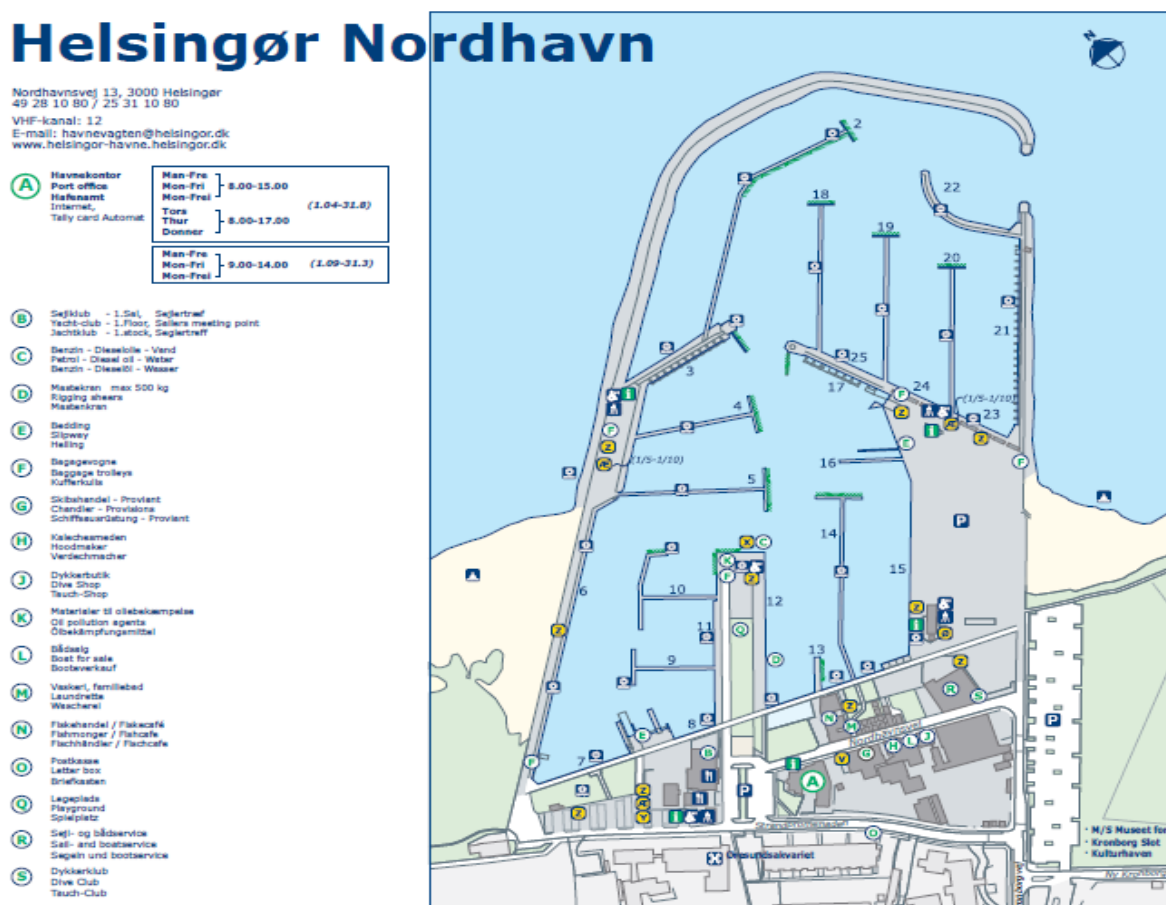 Helsingør Nordhavn
Nordhavnsvej 13, 3000 Helsingør
49 28 10 80 / 25 31 10 80
VHF-kanal: 12
E-mail: havnevagten@helsingor.dk
www.helsingor-havne.helsingor.dk
A
Havnekontor
Port office
Hafenamt
Internet,
Tally card Automat
Man-Fre
Mon-Fri
Mon-Frei
8.00-15.00
Tors
Thur
Donner
8.00-17.00
(1.04-31.8)
Man-Fre
Mon-Fri
Mon-Frei
9.00-14.00
(1.09-31.3)
B
Sejlklub - 1.Sal, Sejlertræf
Yacht-club - 1.Floor, Sailers meeting point
Jachtklub - 1.stock, Seglertreff
C
Benzin - Dieselolie - Vand
Petrol - Diesel oil - Water
Benzin - Dieselöl - Wasser
D
Mastekran max 500 kg
Rigging sheers
Mastenkran
E
Bedding
Slipway
Helling
F
Bagagevogne
Baggage trolleys
Kufferkulis
G
Skibshandel - Proviant
Chandler - Provisions
Schiffsausrüstung - Proviant
H
Kalechesmeden
Hoodmaker
Verdechmacher
J
Dykkerbutik
Dive Shop
Tauch-Shop
K
Materialer til oliebekæmpelse
Oil pollution agents
Ölbekämpfungsmittel
L
Bådsalg
Boat for sale
Booteverkauf
M
Vaskeri, familiebad
Laundrette
Wascherei
N
Fiskehandel / Fiskecafé
Fishmonger / Fishcafe
Fischhändler / Fischcafe
O
Postkasse
Letter box
Briefkasten
Q
Legeplads
Playground
Spielplatz
R
Sejl- og bådservice
Sail- and boatservice
Segeln und bootservice
S
Dykkerklub
Dive Club
Tauch-Club
N
2
18
22
19
20
21
3
25
17
24
(1/5-1/10)
23
F
Z
Æ
Z
4
F
Z
Æ
(1/5-1/10)
E
16
F
5
14
P
X
C
K
F
Z
6
10
12
15
11
Q
Z
Z
Ø
9
D
13
Z
R
S
8
E
Z
N
M
Nordhavnsvej
F
7
B
G
H
L
J
V
A
Z
Z
Æ
Y
P
P
Strandpromenaden
O
Øresundsakvariet
· M/S Museet for
· Kronborg Slot
· Kulturhaven
Ny Kronborg